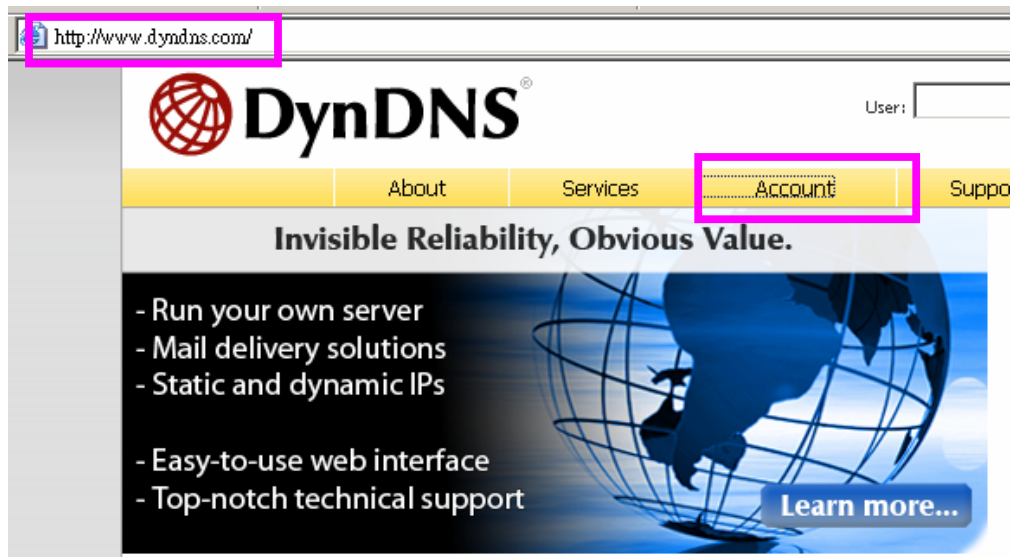 http://www.dyndns.com/
DynDNS®
User:
About Services Account
Invisible Reliability, Obvious Value.
- Run your own server
- Mail delivery solutions
- Static and dynamic IPs
- Easy-to-use web interface
- Top-notch technical support
Learn more...